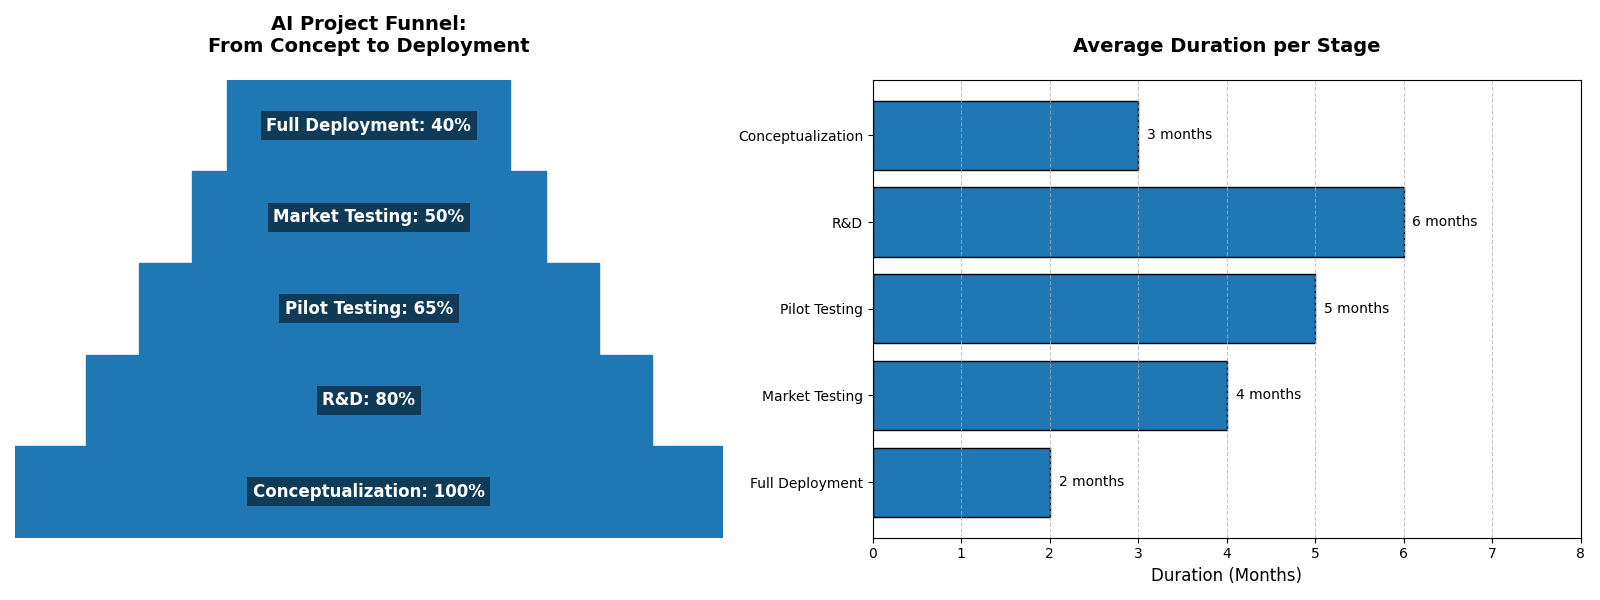 AI Project Funnel:
From Concept to Deployment
Full Deployment: 40%
Market Testing: 50%
Pilot Testing: 65%
R&D: 80%
Conceptualization: 100%
Average Duration per Stage
Conceptualization
3 months
R&D
6 months
Pilot Testing
5 months
Market Testing
4 months
Full Deployment
2 months
0 1 2 3 4 5 6 7 8
Duration (Months)